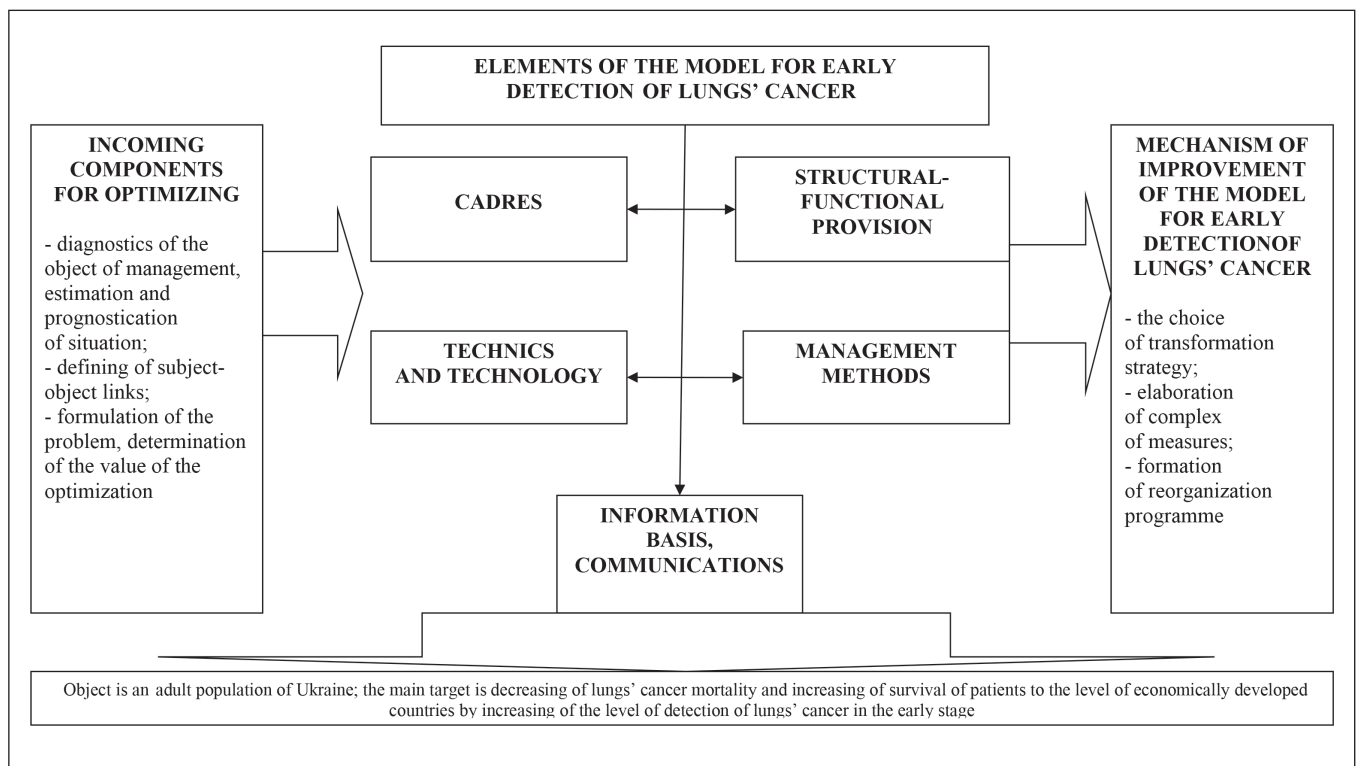 ELEMENTS OF THE MODEL FOR EARLY
DETECTION OF LUNGS’ CANCER
INCOMING
COMPONENTS
FOR OPTIMIZING
- diagnostics of the
object of management,
estimation and
prognostication
of situation;
- defining of subject-
object links;
- formulation of the
problem, determination
of the value of the
optimization
CADRES
STRUCTURAL-
FUNCTIONAL
PROVISION
TECHNICS
AND TECHNOLOGY
MANAGEMENT
METHODS
INFORMATION
BASIS,
COMMUNICATIONS
MECHANISM OF
IMPROVEMENT
OF THE MODEL
FOR EARLY
DETECTIONOF
LUNGS’ CANCER
- the choice
of transformation
strategy;
- elaboration
of complex
of measures;
- formation
of reorganization
programme
Object is an adult population of Ukraine; the main target is decreasing of lungs’ cancer mortality and increasing of survival of patients to the level of economically developed
countries by increasing of the level of detection of lungs’ cancer in the early stage